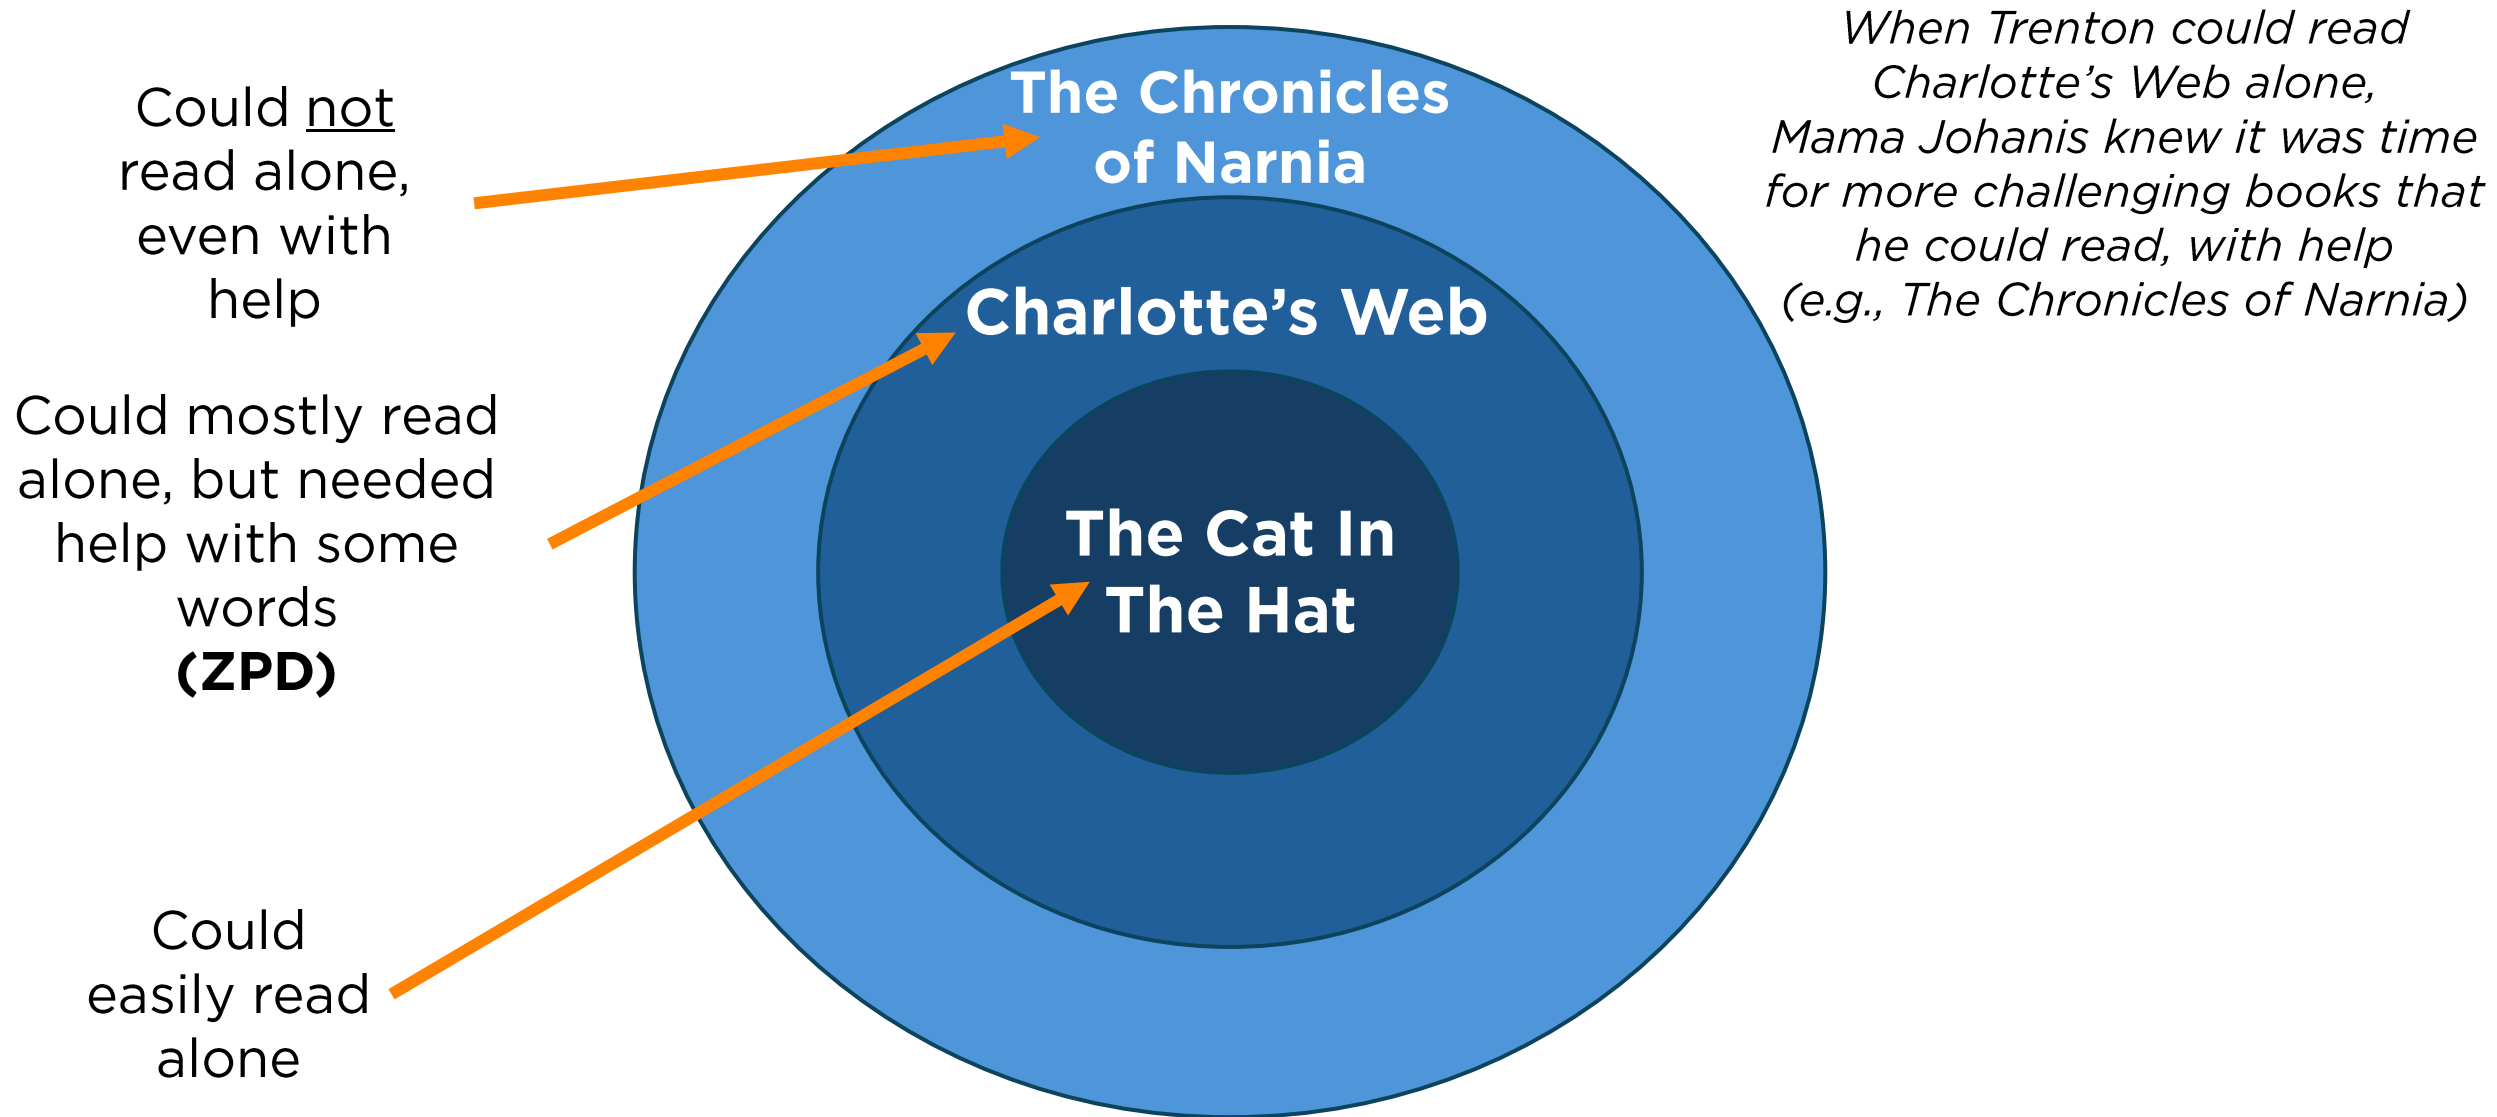 Could not
read alone,
even with
help
Could mostly read
alone, but needed
help with some
words
(ZPD)
Could
easily read
alone
The Chronicles
of Narnia
Charlotte’s Web
The Cat In
The Hat
When Trenton could read
Charlotte’s Web alone,
Mama Johanis knew it was time
for more challenging books that
he could read, with help
(e.g., The Chronicles of Narnia)